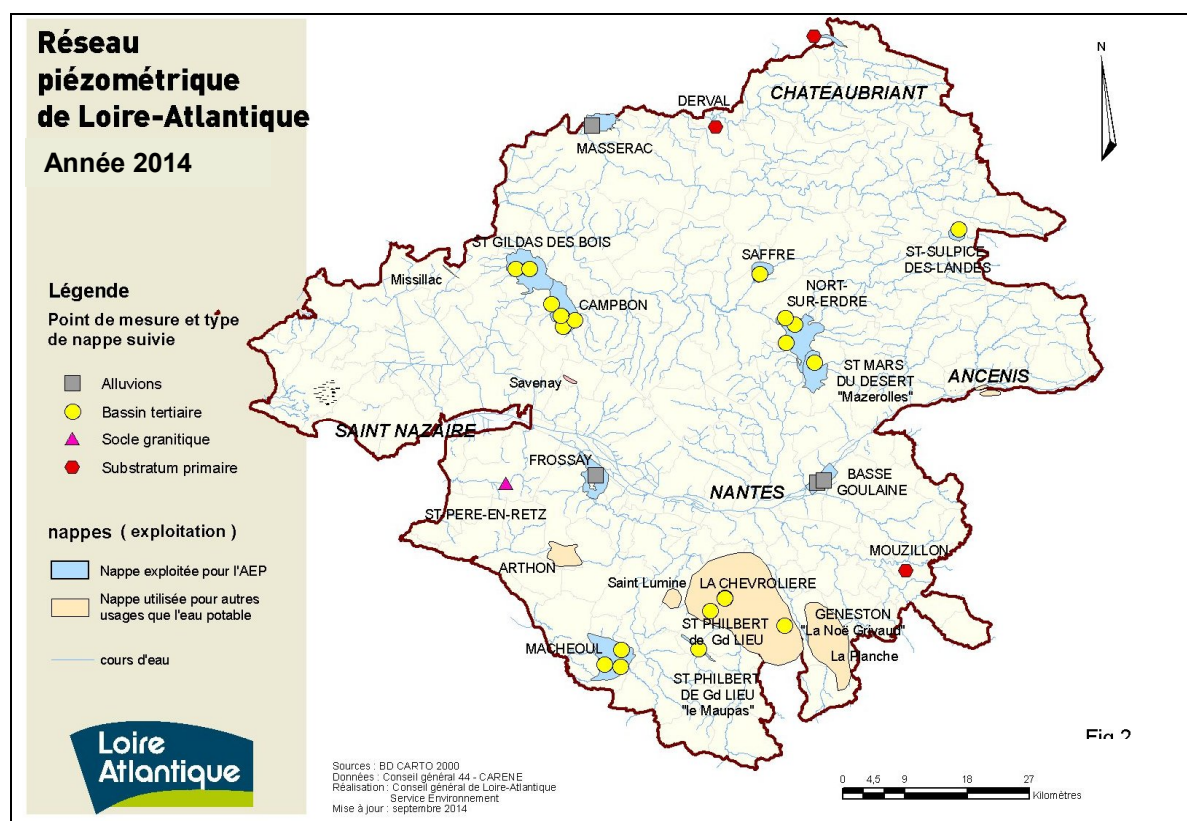 Réseau
piézométrique
de Loire-Atlantique
Année 2014
Légende
Point de mesure et type
de nappe suivie
Alluvions
Bassin tertiaire
Socle granitique
Substratum primaire
nappes ( exploitation )
Nappe exploitée pour l'AEP
Nappe utilisée pour autres
usages que l'eau potable
cours d'eau
Loire
Atlantique
N
CHATEAUBRIANT
DERVAL
MASSERAC
ST GILDAS DES BOIS
Missillac
CAMPBON
SAFFRE
ST-SULPICE
DES-LANDES
NORT-
SUR-ERDRE
ST MARS
DU DESERT
"Mazerolles"
ANCENIS
Savenay
SAINT NAZAIRE
FROSSAY
NANTES
BASSE
GOULAINE
ST-PERE-EN-RETZ
MOUZILLON
ARTHON
Saint Lumine
LA CHEVROLIERE
ST PHILBERT
de Gd LIEU
GENESTON
"La Noë Grivaud"
La Planche
MACHEOUL
ST PHILBERT
DE Gd LIEU
"le Maupas"
Fig 2
Sources : BD CARTO 2000
Données : Conseil général 44 - CARENE
Réalisation : Conseil général de Loire-Atlantique
Service Environnement
Mise à jour : septembre 2014
0 4,5 9 18 27
Kilomètres